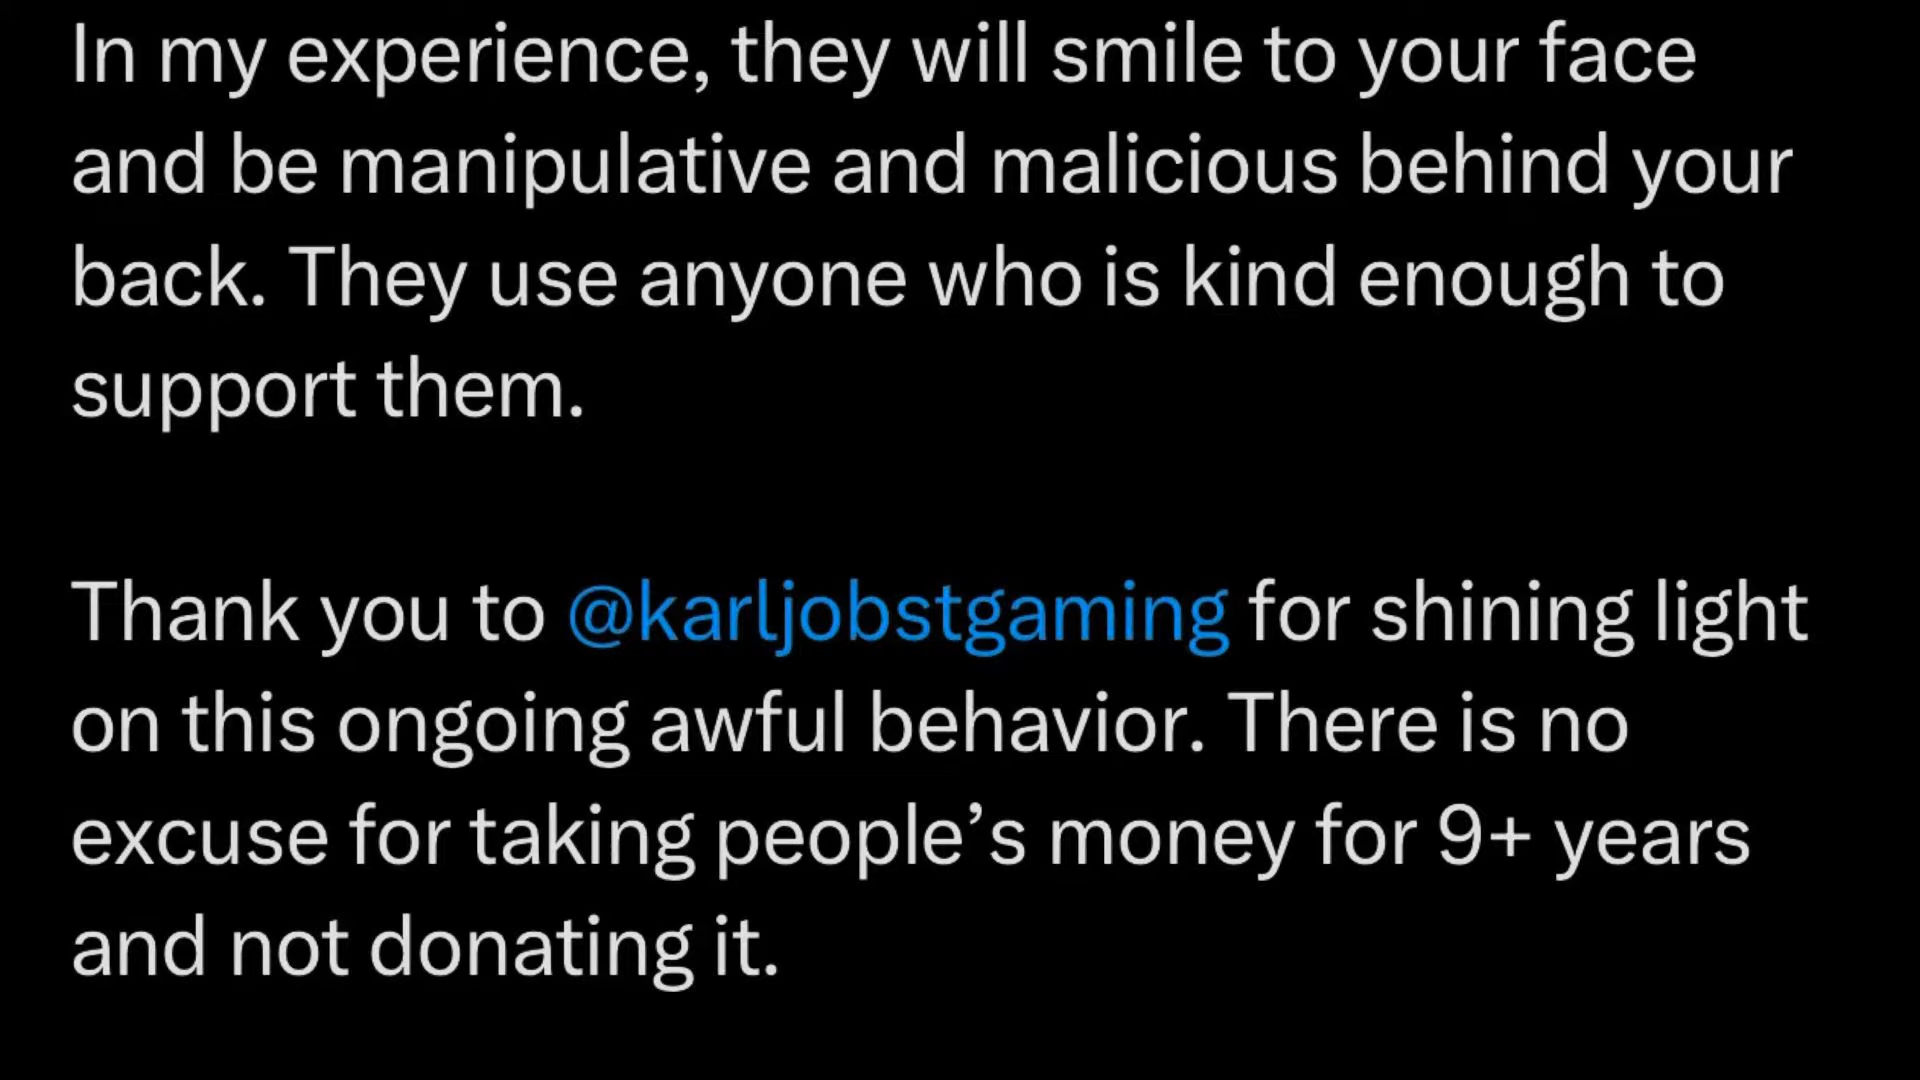 In my experience, they will smile to your face
and be manipulative and malicious behind your
back. They use anyone who is kind enough to
support them.
Thank you to @karljobstgaming for shining light
on this ongoing awful behavior. There is no
excuse for taking people’s money for 9+ years
and not donating it.